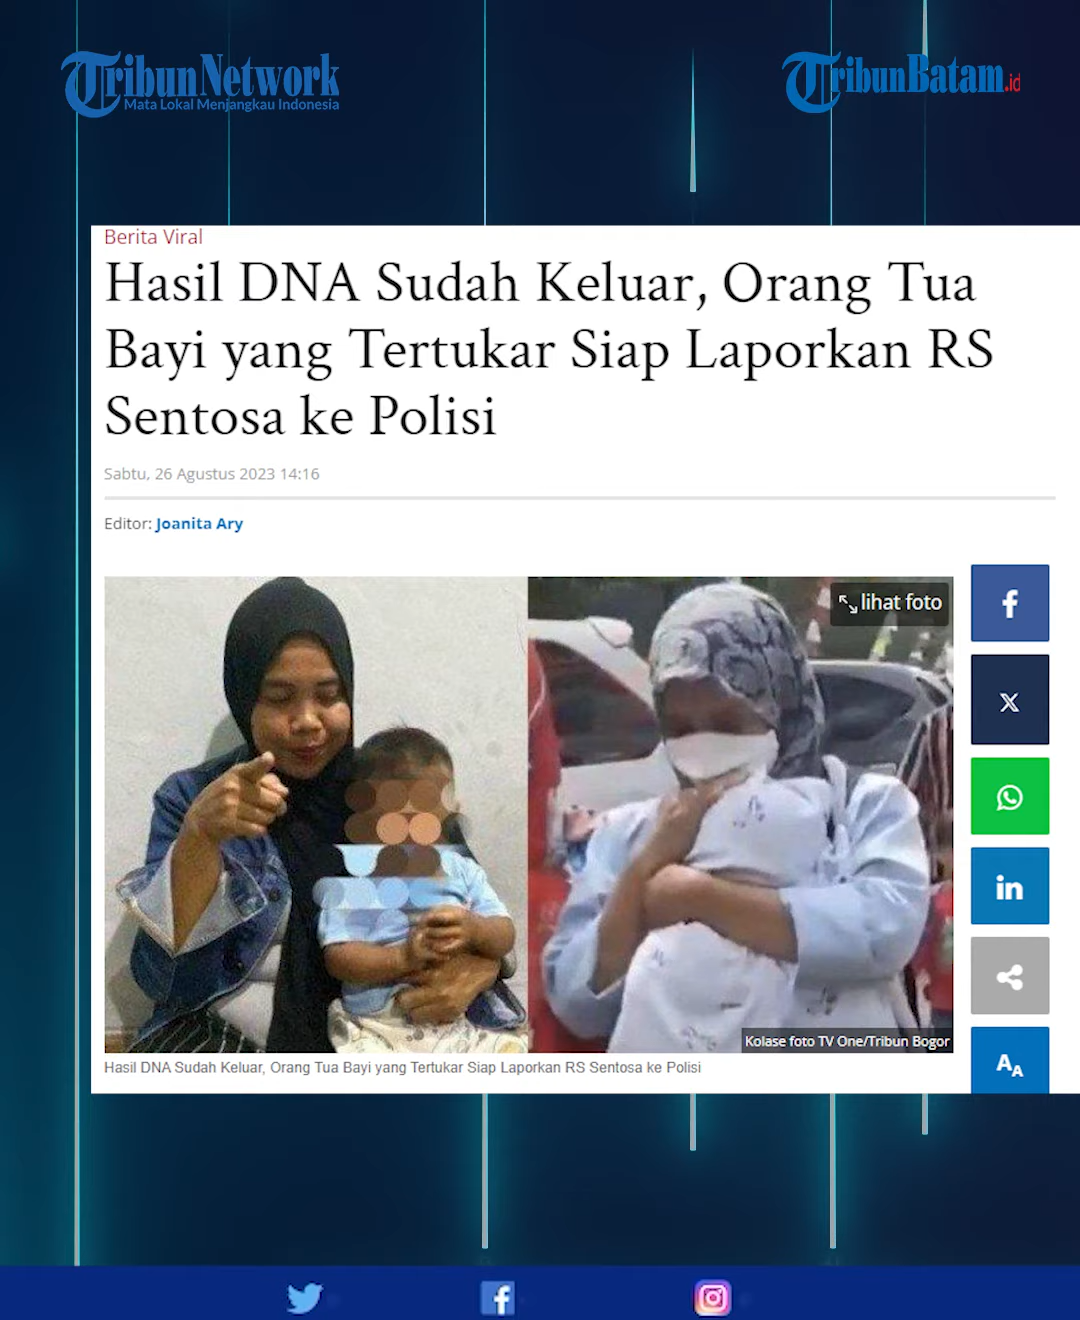 TribunNetwork
Mata Lokal Menjangkau Indonesia
TribunBatam.id
Berita Viral
Hasil DNA Sudah Keluar, Orang Tua
Bayi yang Tertukar Siap Laporkan RS
Sentosa ke Polisi
Sabtu, 26 Agustus 2023 14:16
Editor: Joanita Ary
lihat foto
Kolase foto TV One/Tribun Bogor
Hasil DNA Sudah Keluar, Orang Tua Bayi yang Tertukar Siap Laporkan RS Sentosa ke Polisi